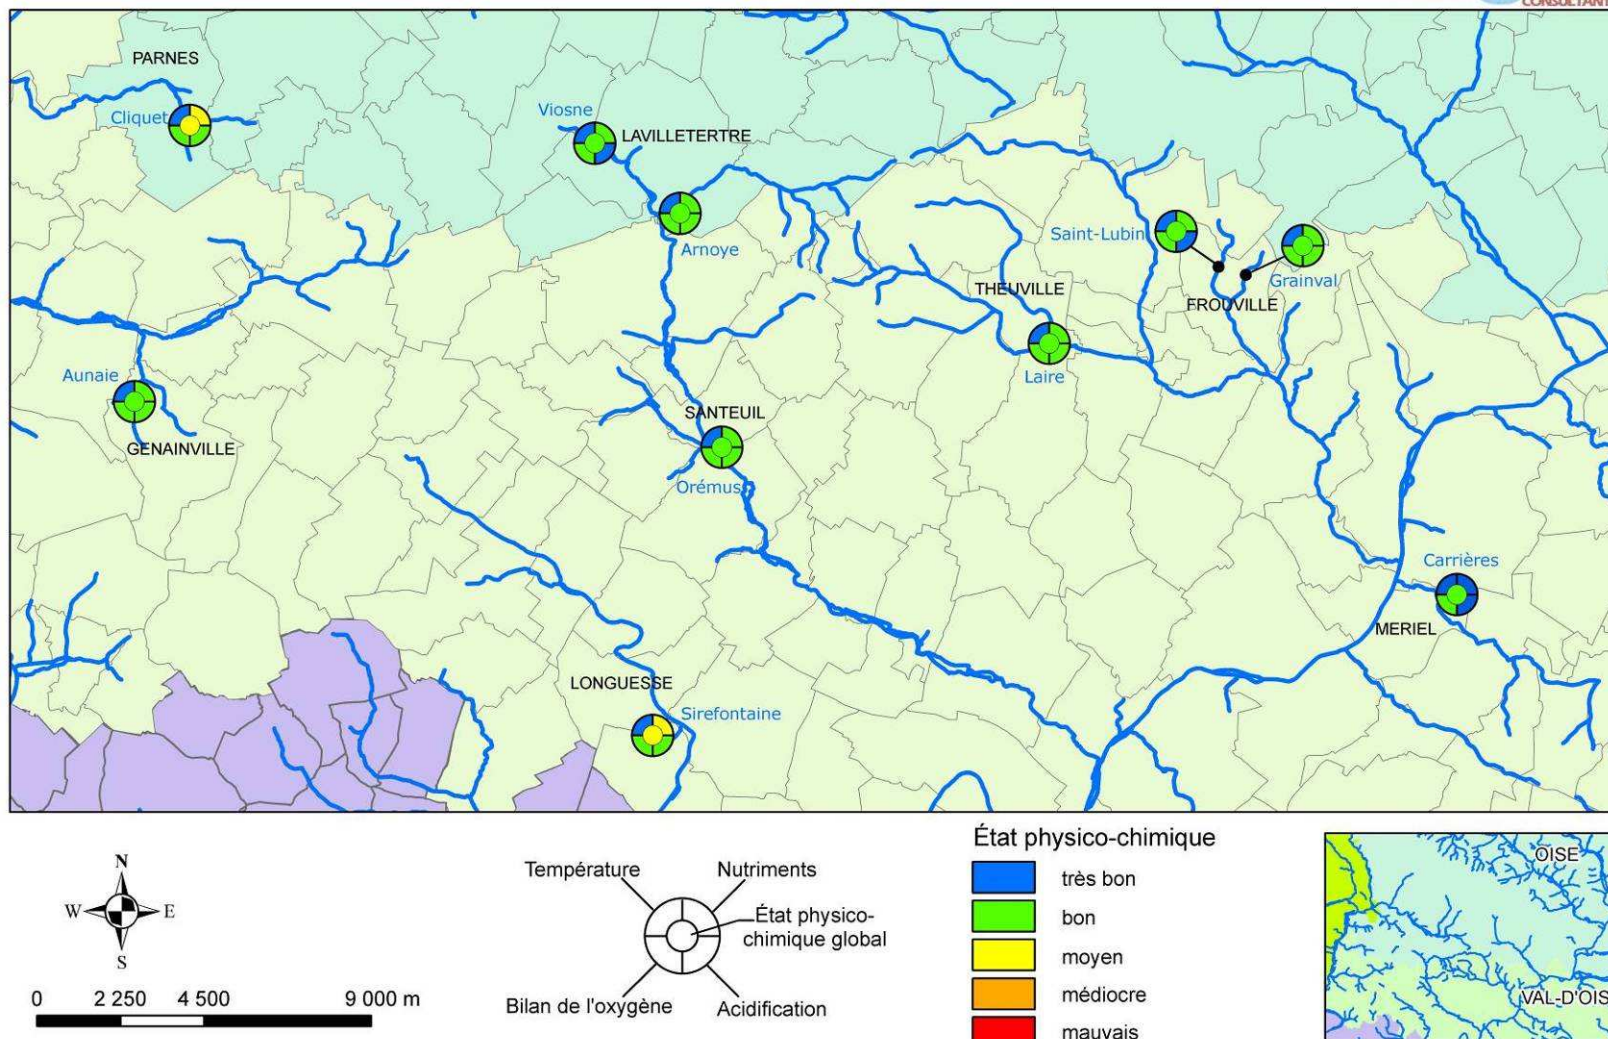 CONSULTANT
PARNES
Cliquet
Viosne
LAVILLETERTRE
Arnoye
Saint-Lubin
Grainval
THEUVILLE
FROUVILLE
Laire
Aunaie
GENAINVILLE
SANTEUIL
Orémus
Carrières
MERIEL
LONGUESSE
Sirefontaine
N
W E
S
0 2 250 4 500 9 000 m
Température Nutriments
État physico-
chimique global
Bilan de l'oxygène Acidification
État physico-chimique
très bon
bon
moyen
médiocre
mauvais
OISE
VAL-D'OIS